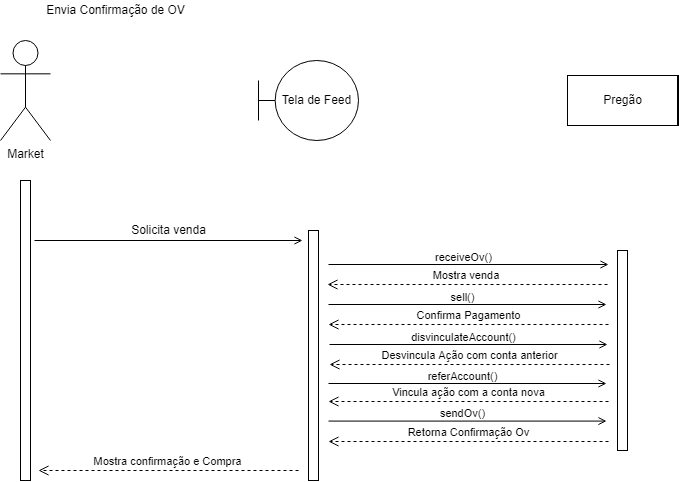 Envia Confirmação de OV
Tela de Feed
Pregão
Market
Solicita venda
receiveOv()
Mostra venda
sell()
Confirma Pagamento
disvinculateAccount()
Desvincula Ação com conta anterior
referAccount()
Vincula ação com a conta nova
sendOv()
Retorna Confirmação Ov
Mostra confirmação e Compra